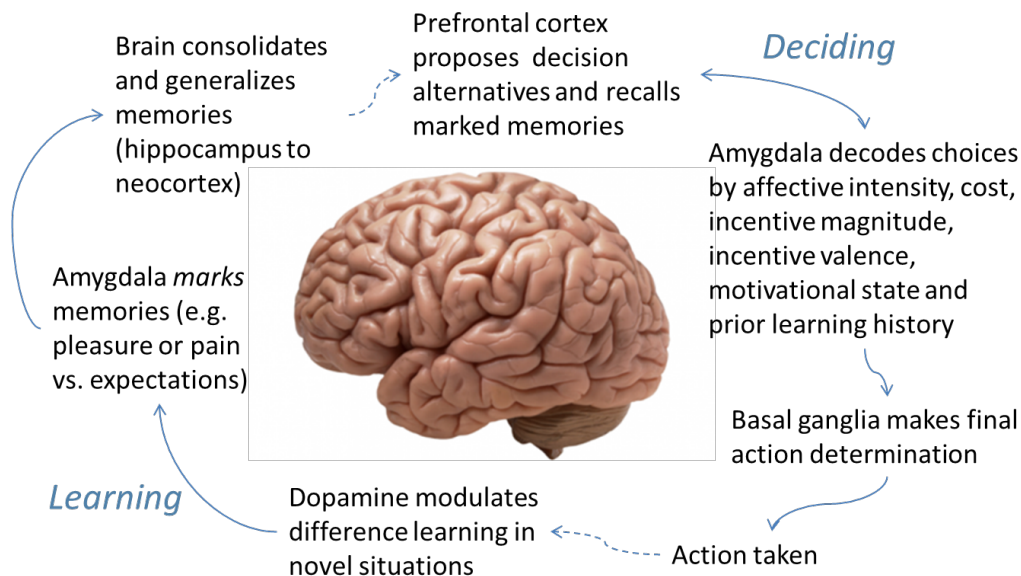 Brain consolidates
and generalizes
memories
(hippocampus to
neocortex)
Prefrontal cortex
proposes decision
alternatives and recalls
marked memories
Deciding
Amygdala decodes choices
by affective intensity, cost,
incentive magnitude,
incentive valence,
motivational state and
prior learning history
Basal ganglia makes final
action determination
Action taken
Dopamine modulates
difference learning in
novel situations
Learning
Amygdala marks
memories (e.g.
pleasure or pain
vs. expectations)